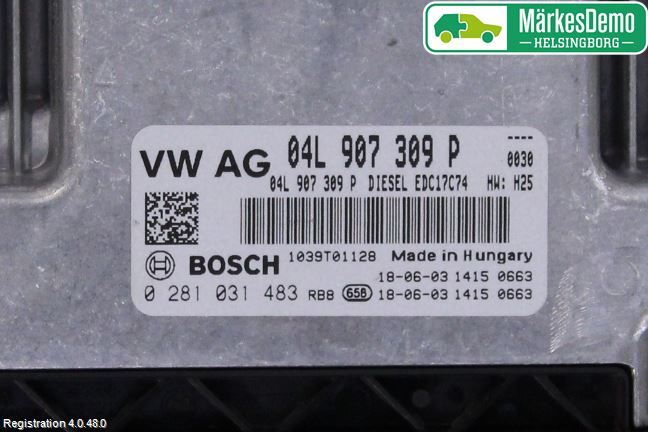 MärkesDemo
HELSINGBORG
VW AG 04L 907 309 P ----
0030
04L 907 309 P DIESEL EDC17C74 HW: H25
BOSCH 1039T01128 Made in Hungary
18-06-03 1415 0663
0 281 031 483 RB8 65B 18-06-03 1415 0663
Registration 4.0.48.0